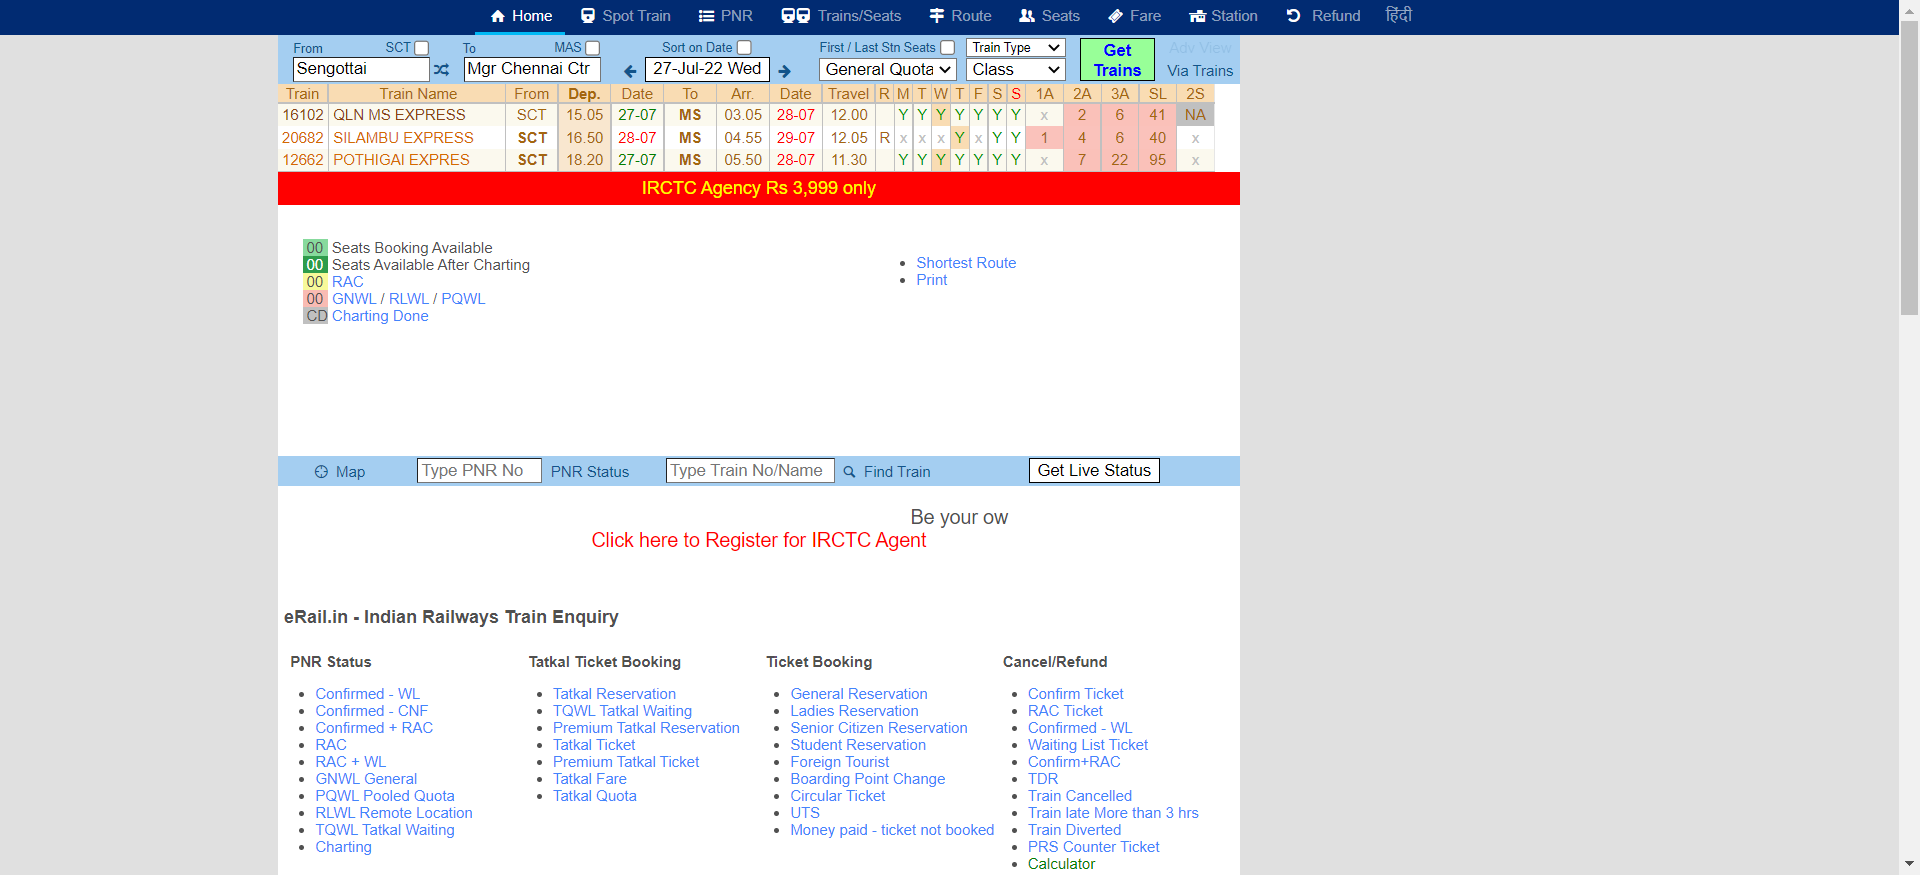 Home Spot Train PNR Trains/Seats Route Seats Fare Station Refund हिंदी
From SCT To MAS Sort on Date First / Last Stn Seats Train Type Get Trains Adv View
Sengottai Mgr Chennai Ctr 27-Jul-22 Wed General Quota Class Via Trains
Train Train Name From Dep. Date To Arr. Date Travel R M T W T F S S 1A 2A 3A SL 2S
16102 QLN MS EXPRESS SCT 15.05 27-07 MS 03.05 28-07 12.00 Y Y Y Y Y Y Y x 2 6 41 NA
20682 SILAMBU EXPRESS SCT 16.50 28-07 MS 04.55 29-07 12.05 R x x x Y x Y Y 1 4 6 40 x
12662 POTHIGAI EXPRES SCT 18.20 27-07 MS 05.50 28-07 11.30 Y Y Y Y Y Y Y x 7 22 95 x
IRCTC Agency Rs 3,999 only
00 Seats Booking Available
00 Seats Available After Charting
00 RAC
00 GNWL / RLWL / PQWL
CD Charting Done
Shortest Route
Print
Map Type PNR No PNR Status Type Train No/Name Find Train Get Live Status
Be your ow
Click here to Register for IRCTC Agent
eRail.in - Indian Railways Train Enquiry
PNR Status
Confirmed - WL
Confirmed - CNF
Confirmed + RAC
RAC
RAC + WL
GNWL General
PQWL Pooled Quota
RLWL Remote Location
TQWL Tatkal Waiting
Charting
Tatkal Ticket Booking
Tatkal Reservation
TQWL Tatkal Waiting
Premium Tatkal Reservation
Tatkal Ticket
Premium Tatkal Ticket
Tatkal Fare
Tatkal Quota
Ticket Booking
General Reservation
Ladies Reservation
Senior Citizen Reservation
Student Reservation
Foreign Tourist
Boarding Point Change
Circular Ticket
UTS
Money paid - ticket not booked
Cancel/Refund
Confirm Ticket
RAC Ticket
Confirmed - WL
Waiting List Ticket
Confirm+RAC
TDR
Train Cancelled
Train late More than 3 hrs
Train Diverted
PRS Counter Ticket
Calculator